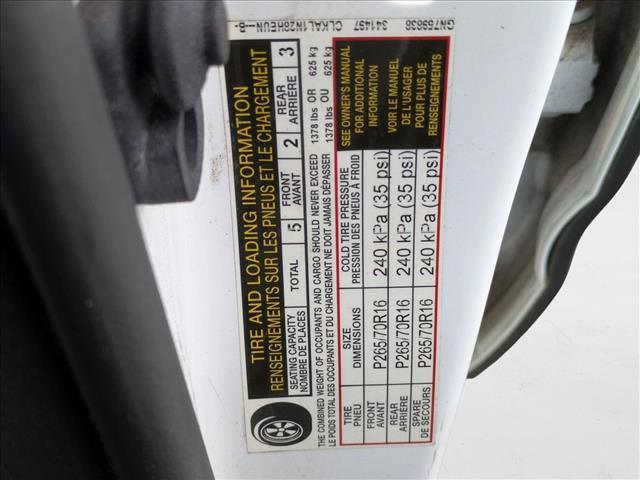 GN759636
341497 CLKAL1N28HEUN---B-
TIRE AND LOADING INFORMATION
RENSEIGNEMENTS SUR LES PNEUS ET LE CHARGEMENT
SEATING CAPACITY TOTAL 5 FRONT 2 REAR 3
NOMBRE DE PLACES AVANT ARRIÈRE
THE COMBINED WEIGHT OF OCCUPANTS AND CARGO SHOULD NEVER EXCEED 1378 lbs OR 625 kg
LE POIDS TOTAL DES OCCUPANTS ET DU CHARGEMENT NE DOIT JAMAIS DÉPASSER 1378 lbs OU 625 kg
TIRE SIZE COLD TIRE PRESSURE
PNEU DIMENSIONS PRESSION DES PNEUS À FROID
FRONT P265/70R16 240 kPa (35 psi)
AVANT
REAR P265/70R16 240 kPa (35 psi)
ARRIÈRE
SPARE P265/70R16 240 kPa (35 psi)
DE SECOURS
SEE OWNER'S MANUAL
FOR ADDITIONAL
INFORMATION
VOIR LE MANUEL
DE L'USAGER
POUR PLUS DE
RENSEIGNEMENTS